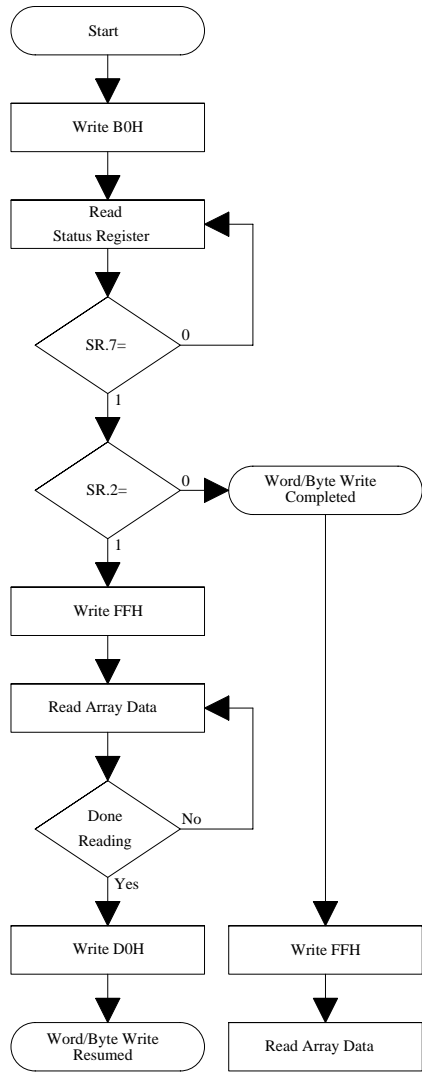 Start
Write B0H
Read
Status Register
SR.7=
0
1
SR.2=
0
Word/Byte Write
Completed
1
Write FFH
Read Array Data
Done
Reading
No
Yes
Write D0H
Write FFH
Word/Byte Write
Resumed
Read Array Data